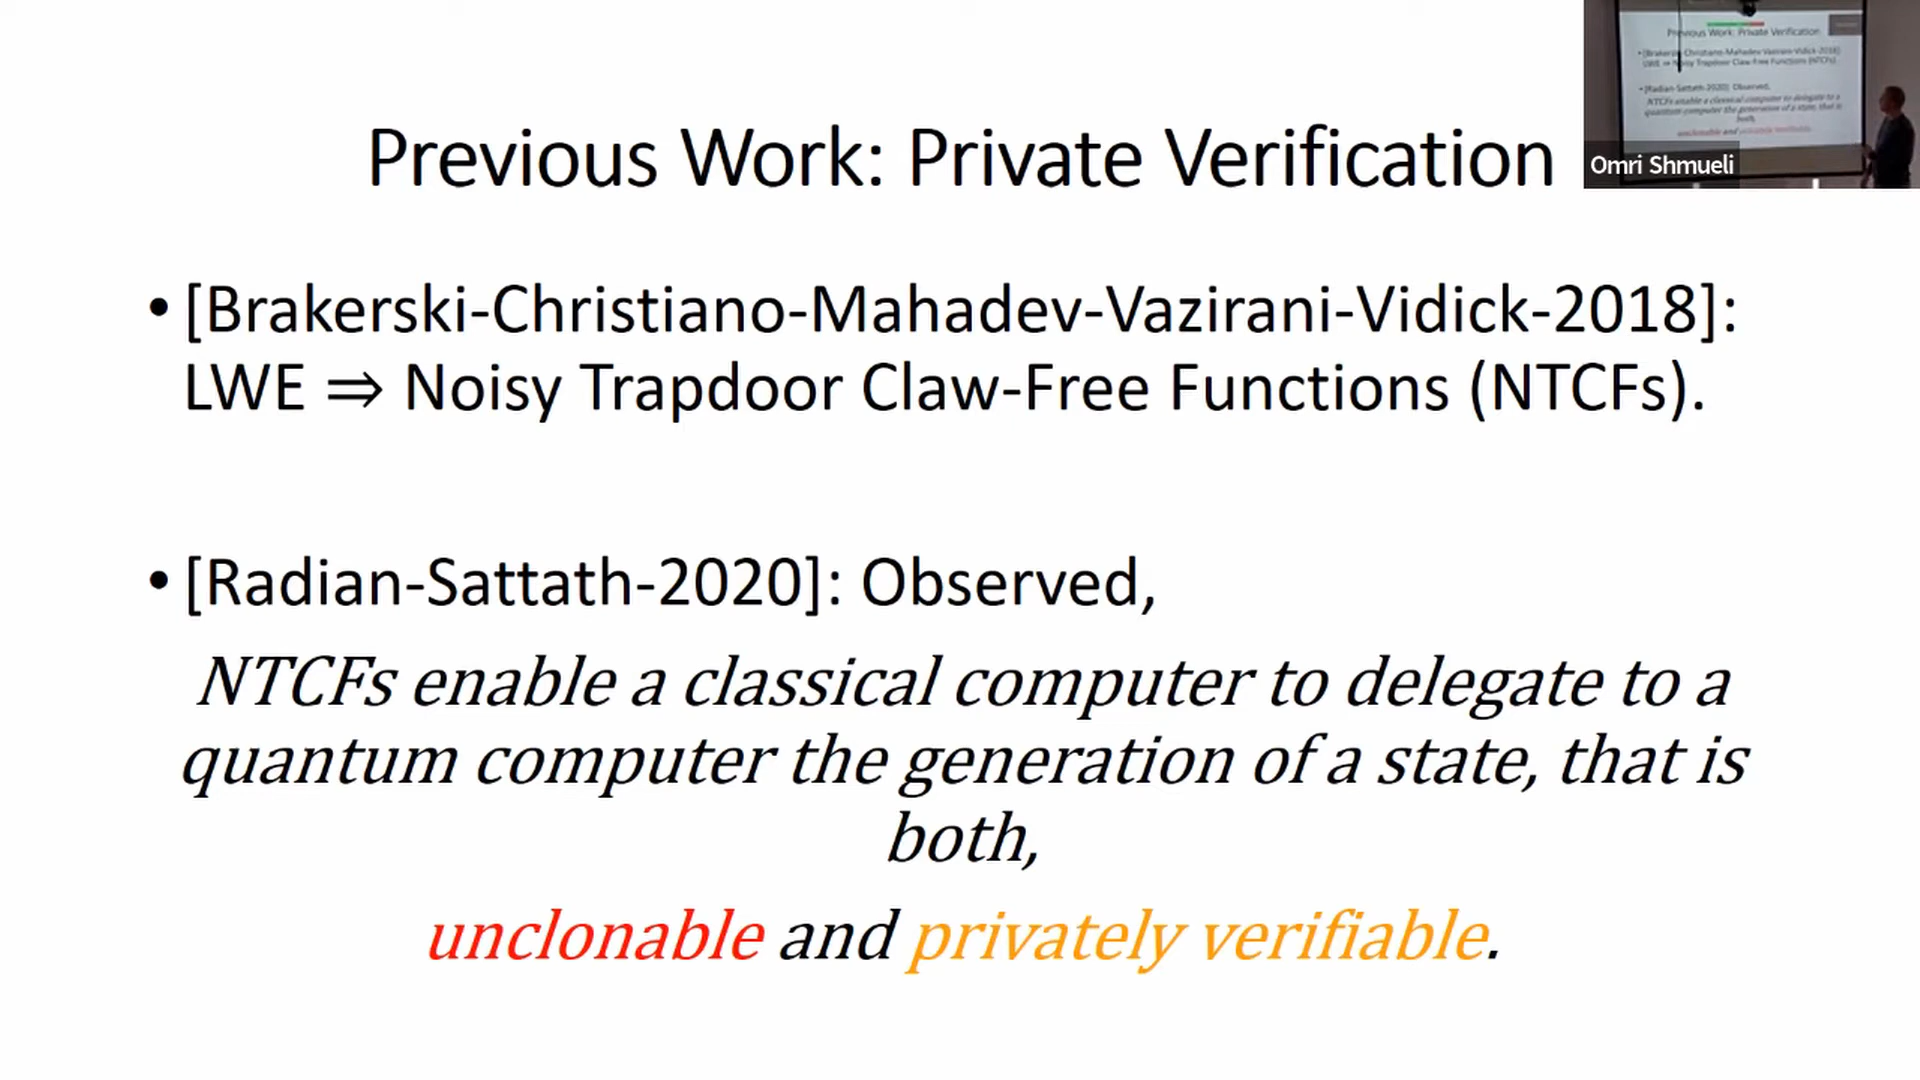 Previous Work: Private Verification
Omri Shmueli
• [Brakerski-Christiano-Mahadev-Vazirani-Vidick-2018]:
LWE ⇒ Noisy Trapdoor Claw-Free Functions (NTCFs).
• [Radian-Sattath-2020]: Observed,
NTCFs enable a classical computer to delegate to a
quantum computer the generation of a state, that is
both,
unclonable and privately verifiable.